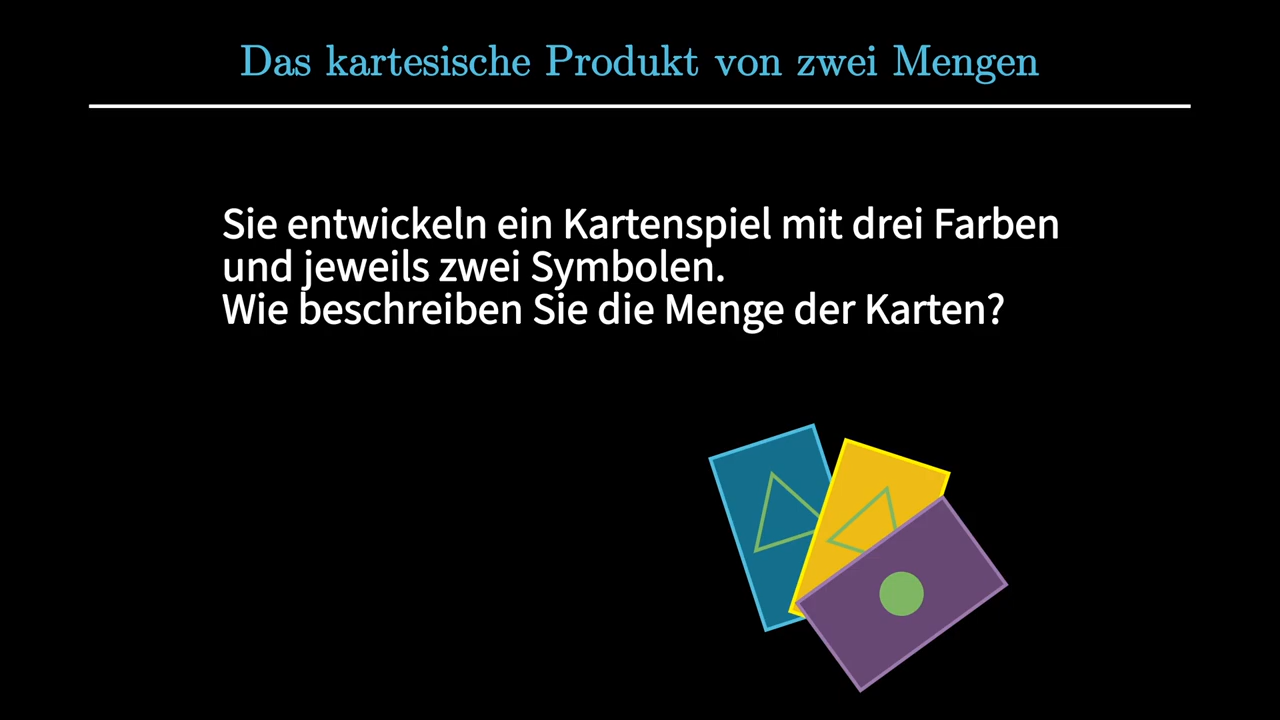 Das kartesische Produkt von zwei Mengen
Sie entwickeln ein Kartenspiel mit drei Farben
und jeweils zwei Symbolen.
Wie beschreiben Sie die Menge der Karten?